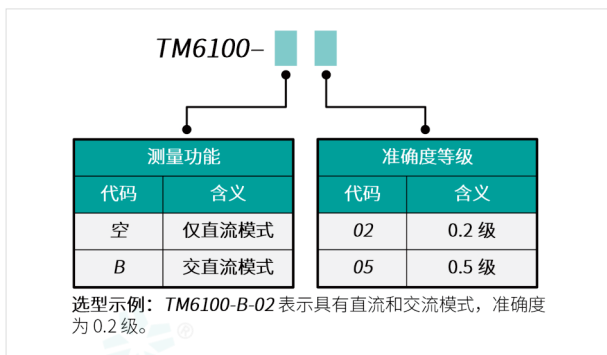 TM6100–
测量功能
准确度等级
代码 含义
代码 含义
空 仅直流模式
02 0.2 级
B 交直流模式
05 0.5 级
选型示例：TM6100-B-02 表示具有直流和交流模式，准确度
为 0.2 级。
®